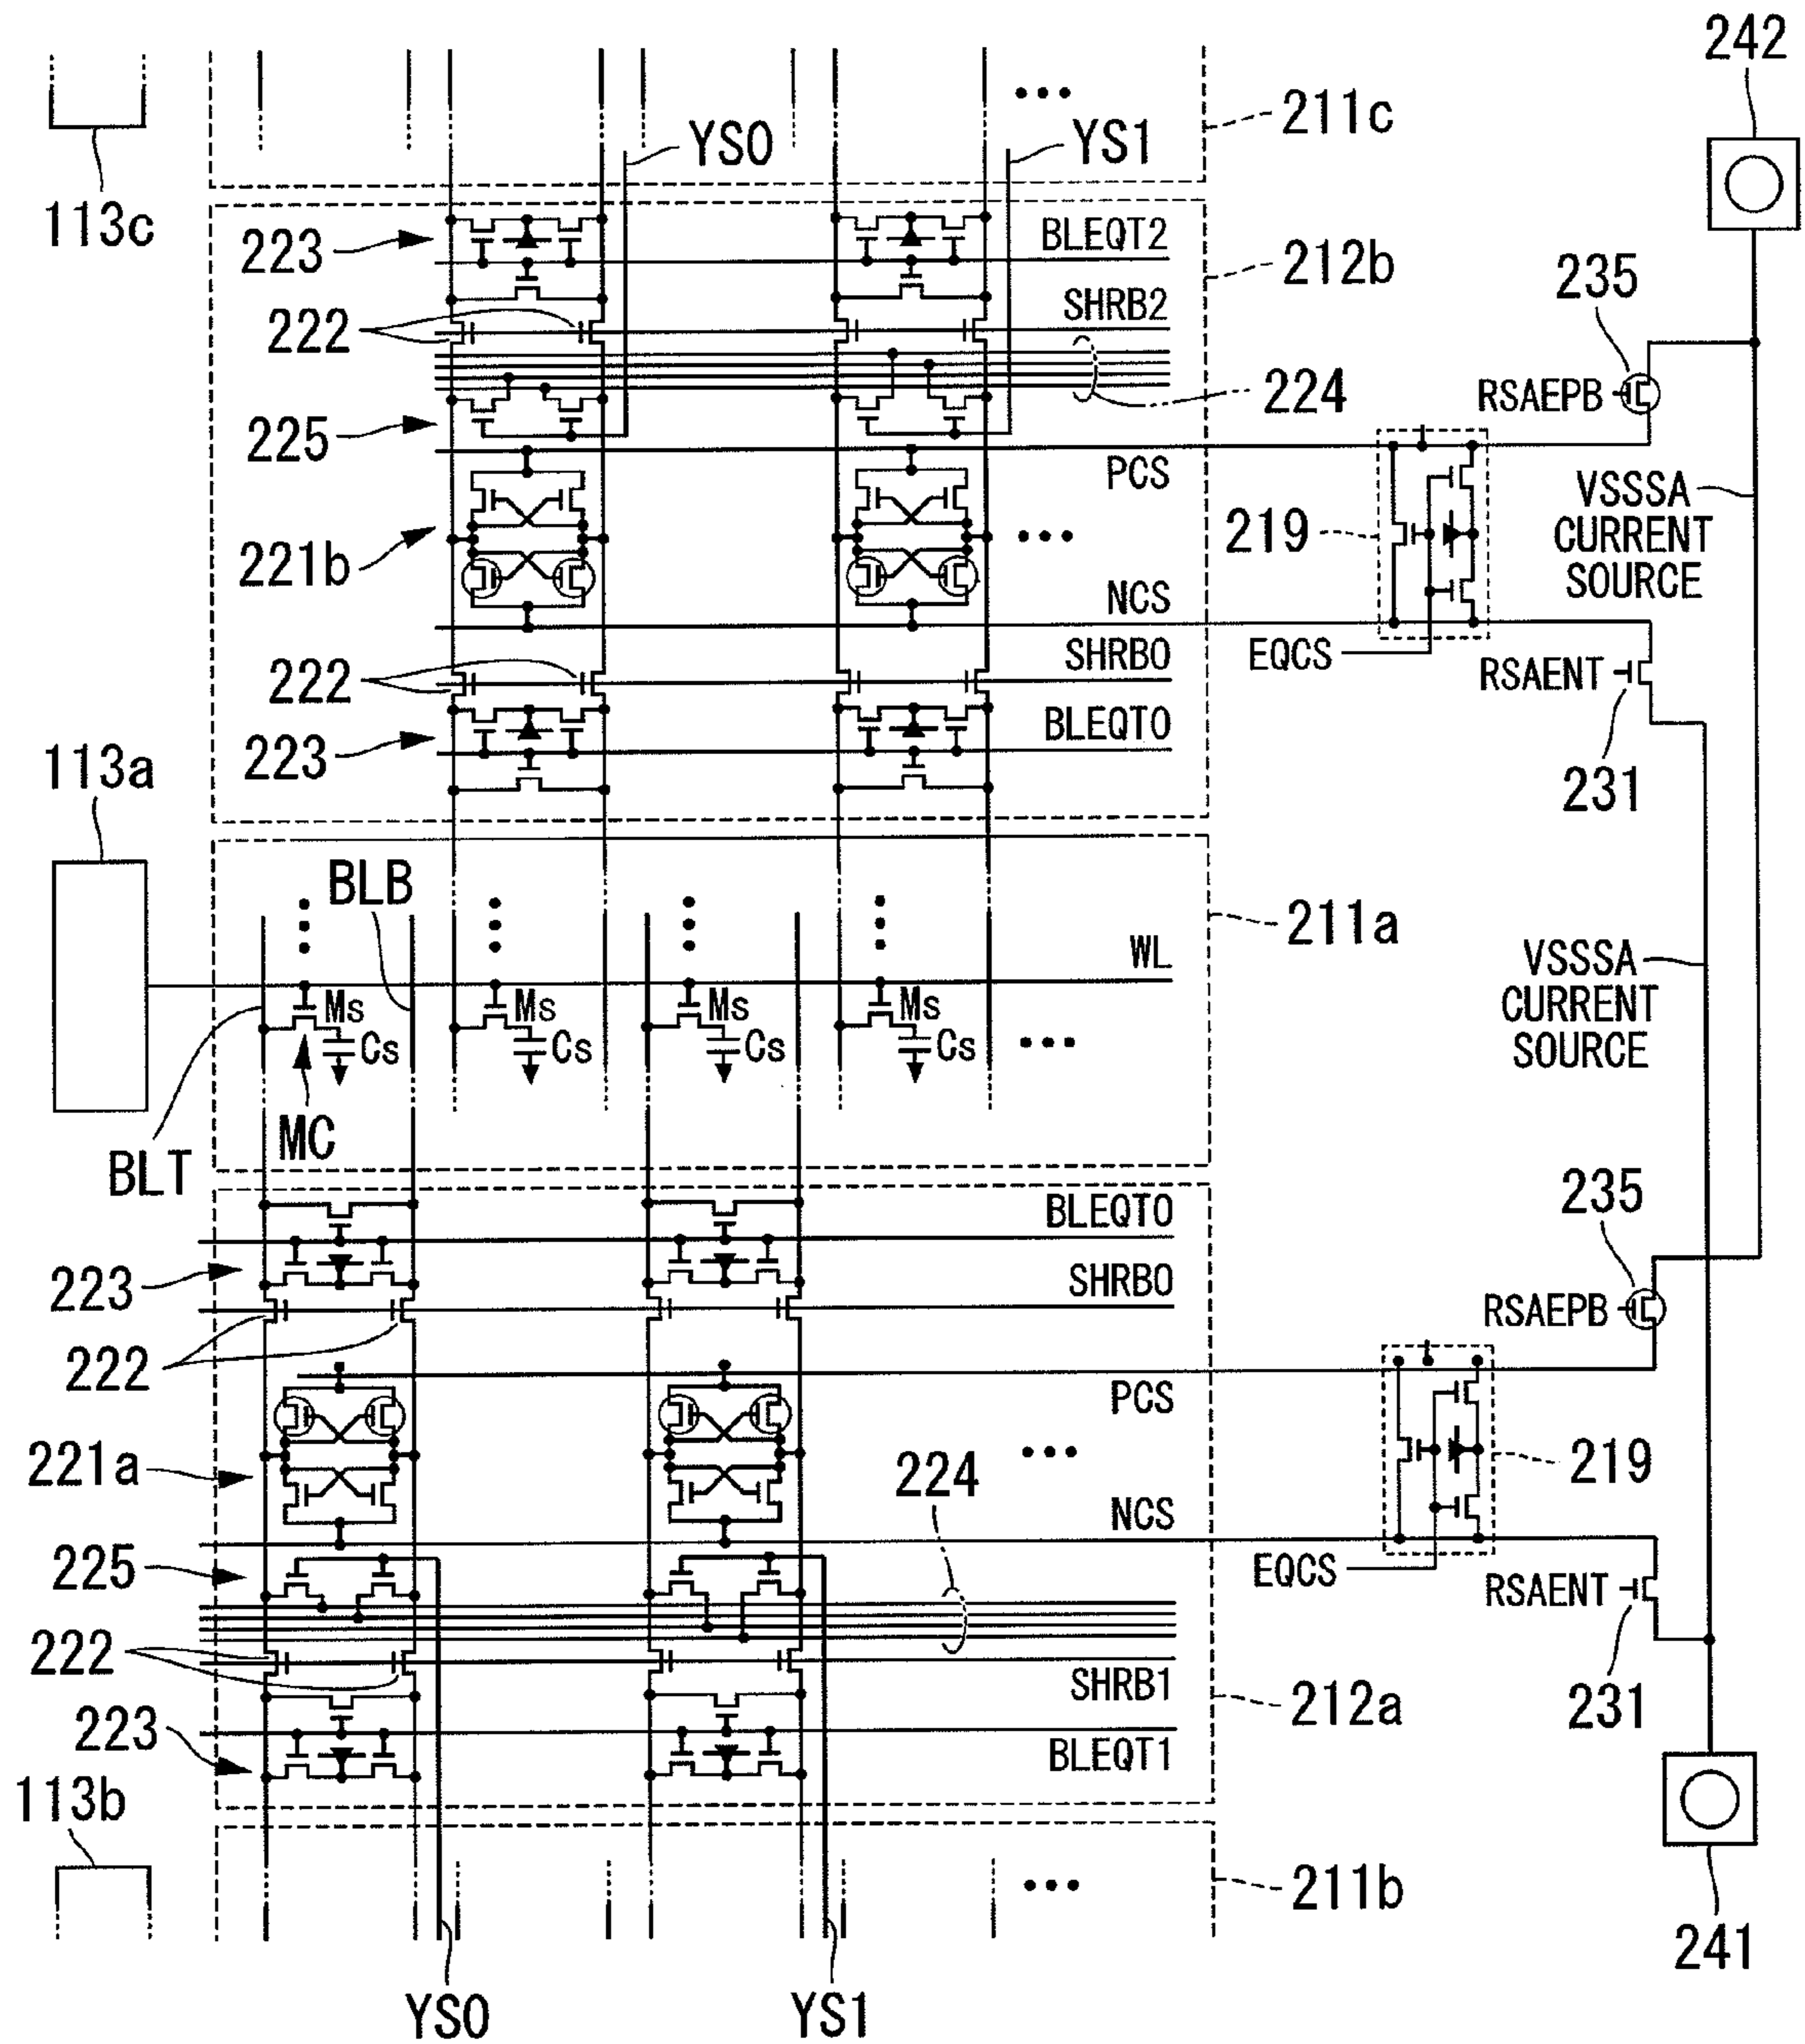 242
211c
YS0
YS1
113c
223
BLEQT2
212b
235
222
SHRB2
224
RSAEPB
225
PCS
VSSSA
CURRENT
SOURCE
219
221b
NCS
EQCS
SHRB0
222
RSAENT
BLEQT0
223
231
113a
BLB
211a
WL
VSSSA
CURRENT
SOURCE
Ms
Ms
Ms
Ms
Cs
Cs
Cs
Cs
MC
BLT
235
BLEQT0
223
SHRB0
RSAEPB
222
PCS
221a
224
219
NCS
225
EQCS
RSAENT
222
SHRB1
212a
231
223
BLEQT1
113b
211b
241
YS0
YS1